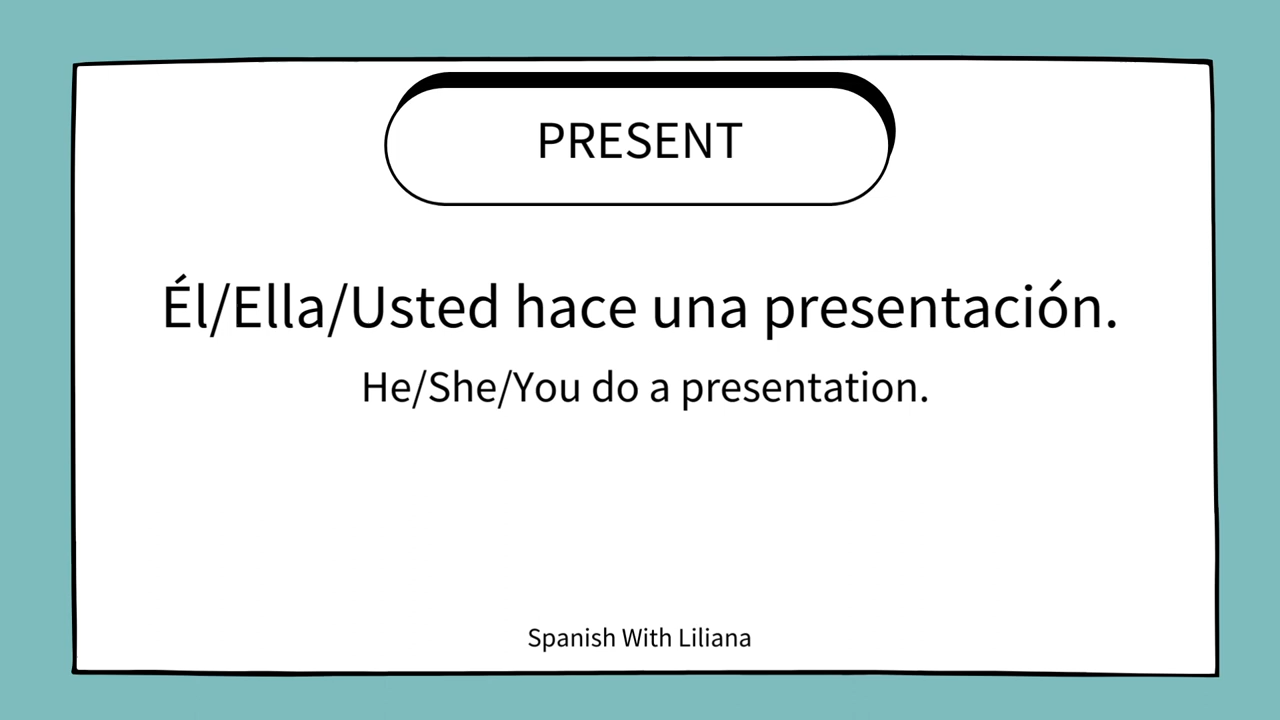 PRESENT
Él/Ella/Usted hace una presentación.
He/She/You do a presentation.
Spanish With Liliana